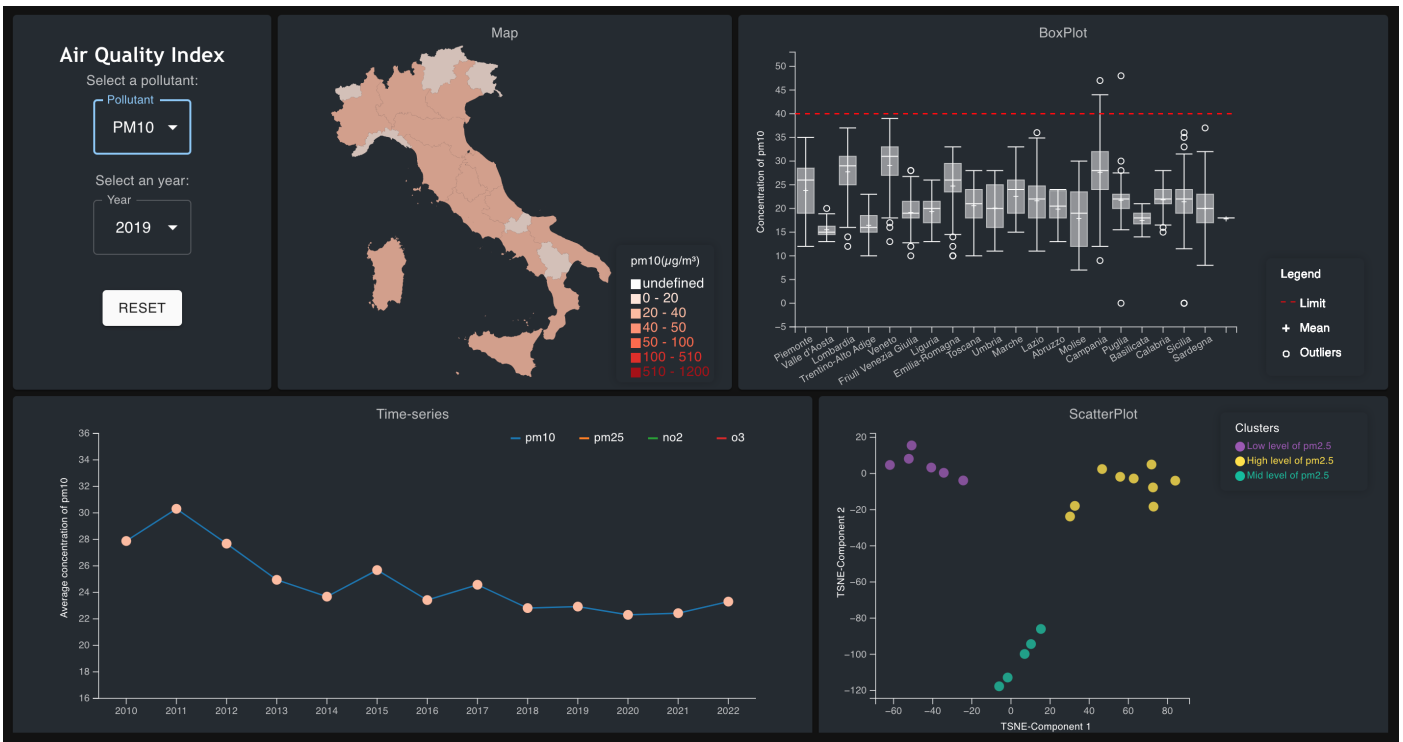 Air Quality Index
Select a pollutant:
Pollutant
PM10
Select an year:
Year
2019
RESET
Map
pm10(µg/m³)
undefined
0 - 20
20 - 40
40 - 50
50 - 100
100 - 510
510 - 1200
BoxPlot
Concentration of pm10
50
45
40
35
30
25
20
15
10
5
0
−5
Piemonte
Valle d'Aosta
Lombardia
Trentino-Alto Adige
Veneto
Friuli Venezia Giulia
Liguria
Emilia-Romagna
Toscana
Umbria
Marche
Lazio
Abruzzo
Molise
Campania
Puglia
Basilicata
Calabria
Sicilia
Sardegna
Legend
Limit
Mean
Outliers
Time-series
pm10 pm25 no2 o3
Average concentration of pm10
36
34
32
30
28
26
24
22
20
18
16
2010 2011 2012 2013 2014 2015 2016 2017 2018 2019 2020 2021 2022
ScatterPlot
Clusters
Low level of pm2.5
High level of pm2.5
Mid level of pm2.5
TSNE-Component 2
20
0
−20
−40
−60
−80
−100
−120
−60 −40 −20 0 20 40 60 80
TSNE-Component 1